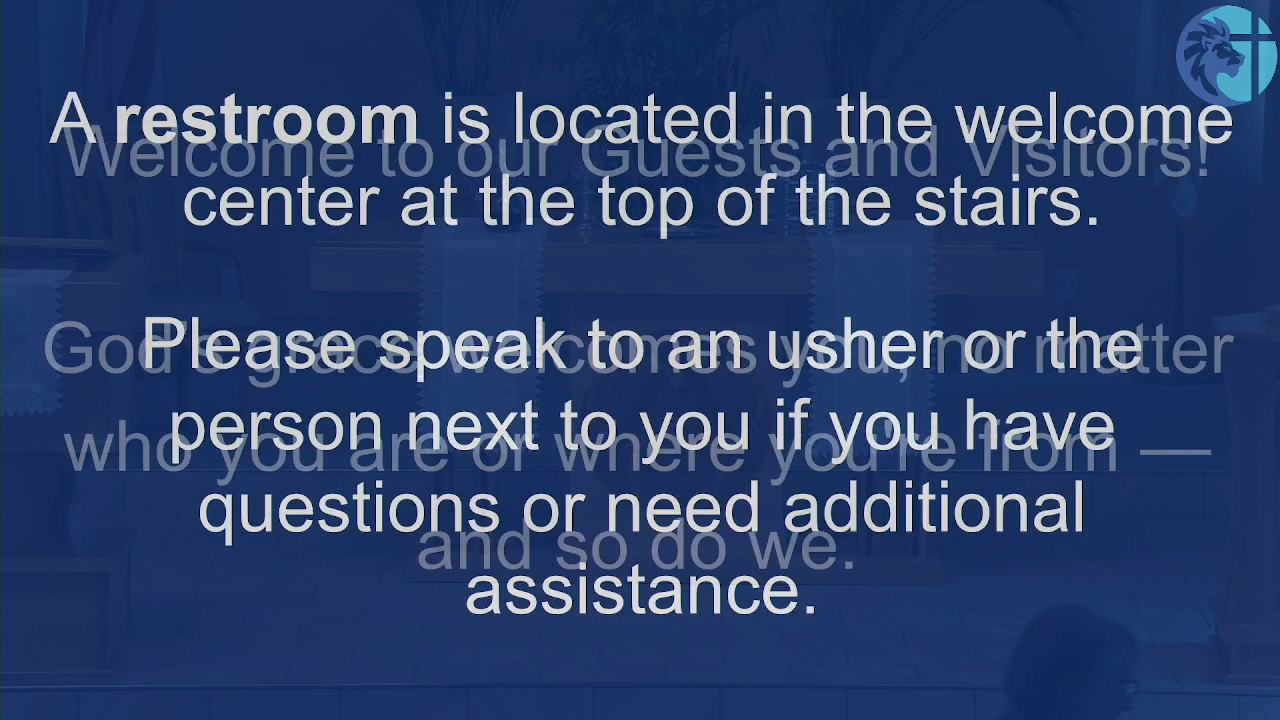 A restroom is located in the welcome
center at the top of the stairs.
Please speak to an usher or the
person next to you if you have
questions or need additional
assistance.
Welcome to our Guests and Visitors!
God's grace welcomes you, no matter
who you are or where you're from —
and so do we.